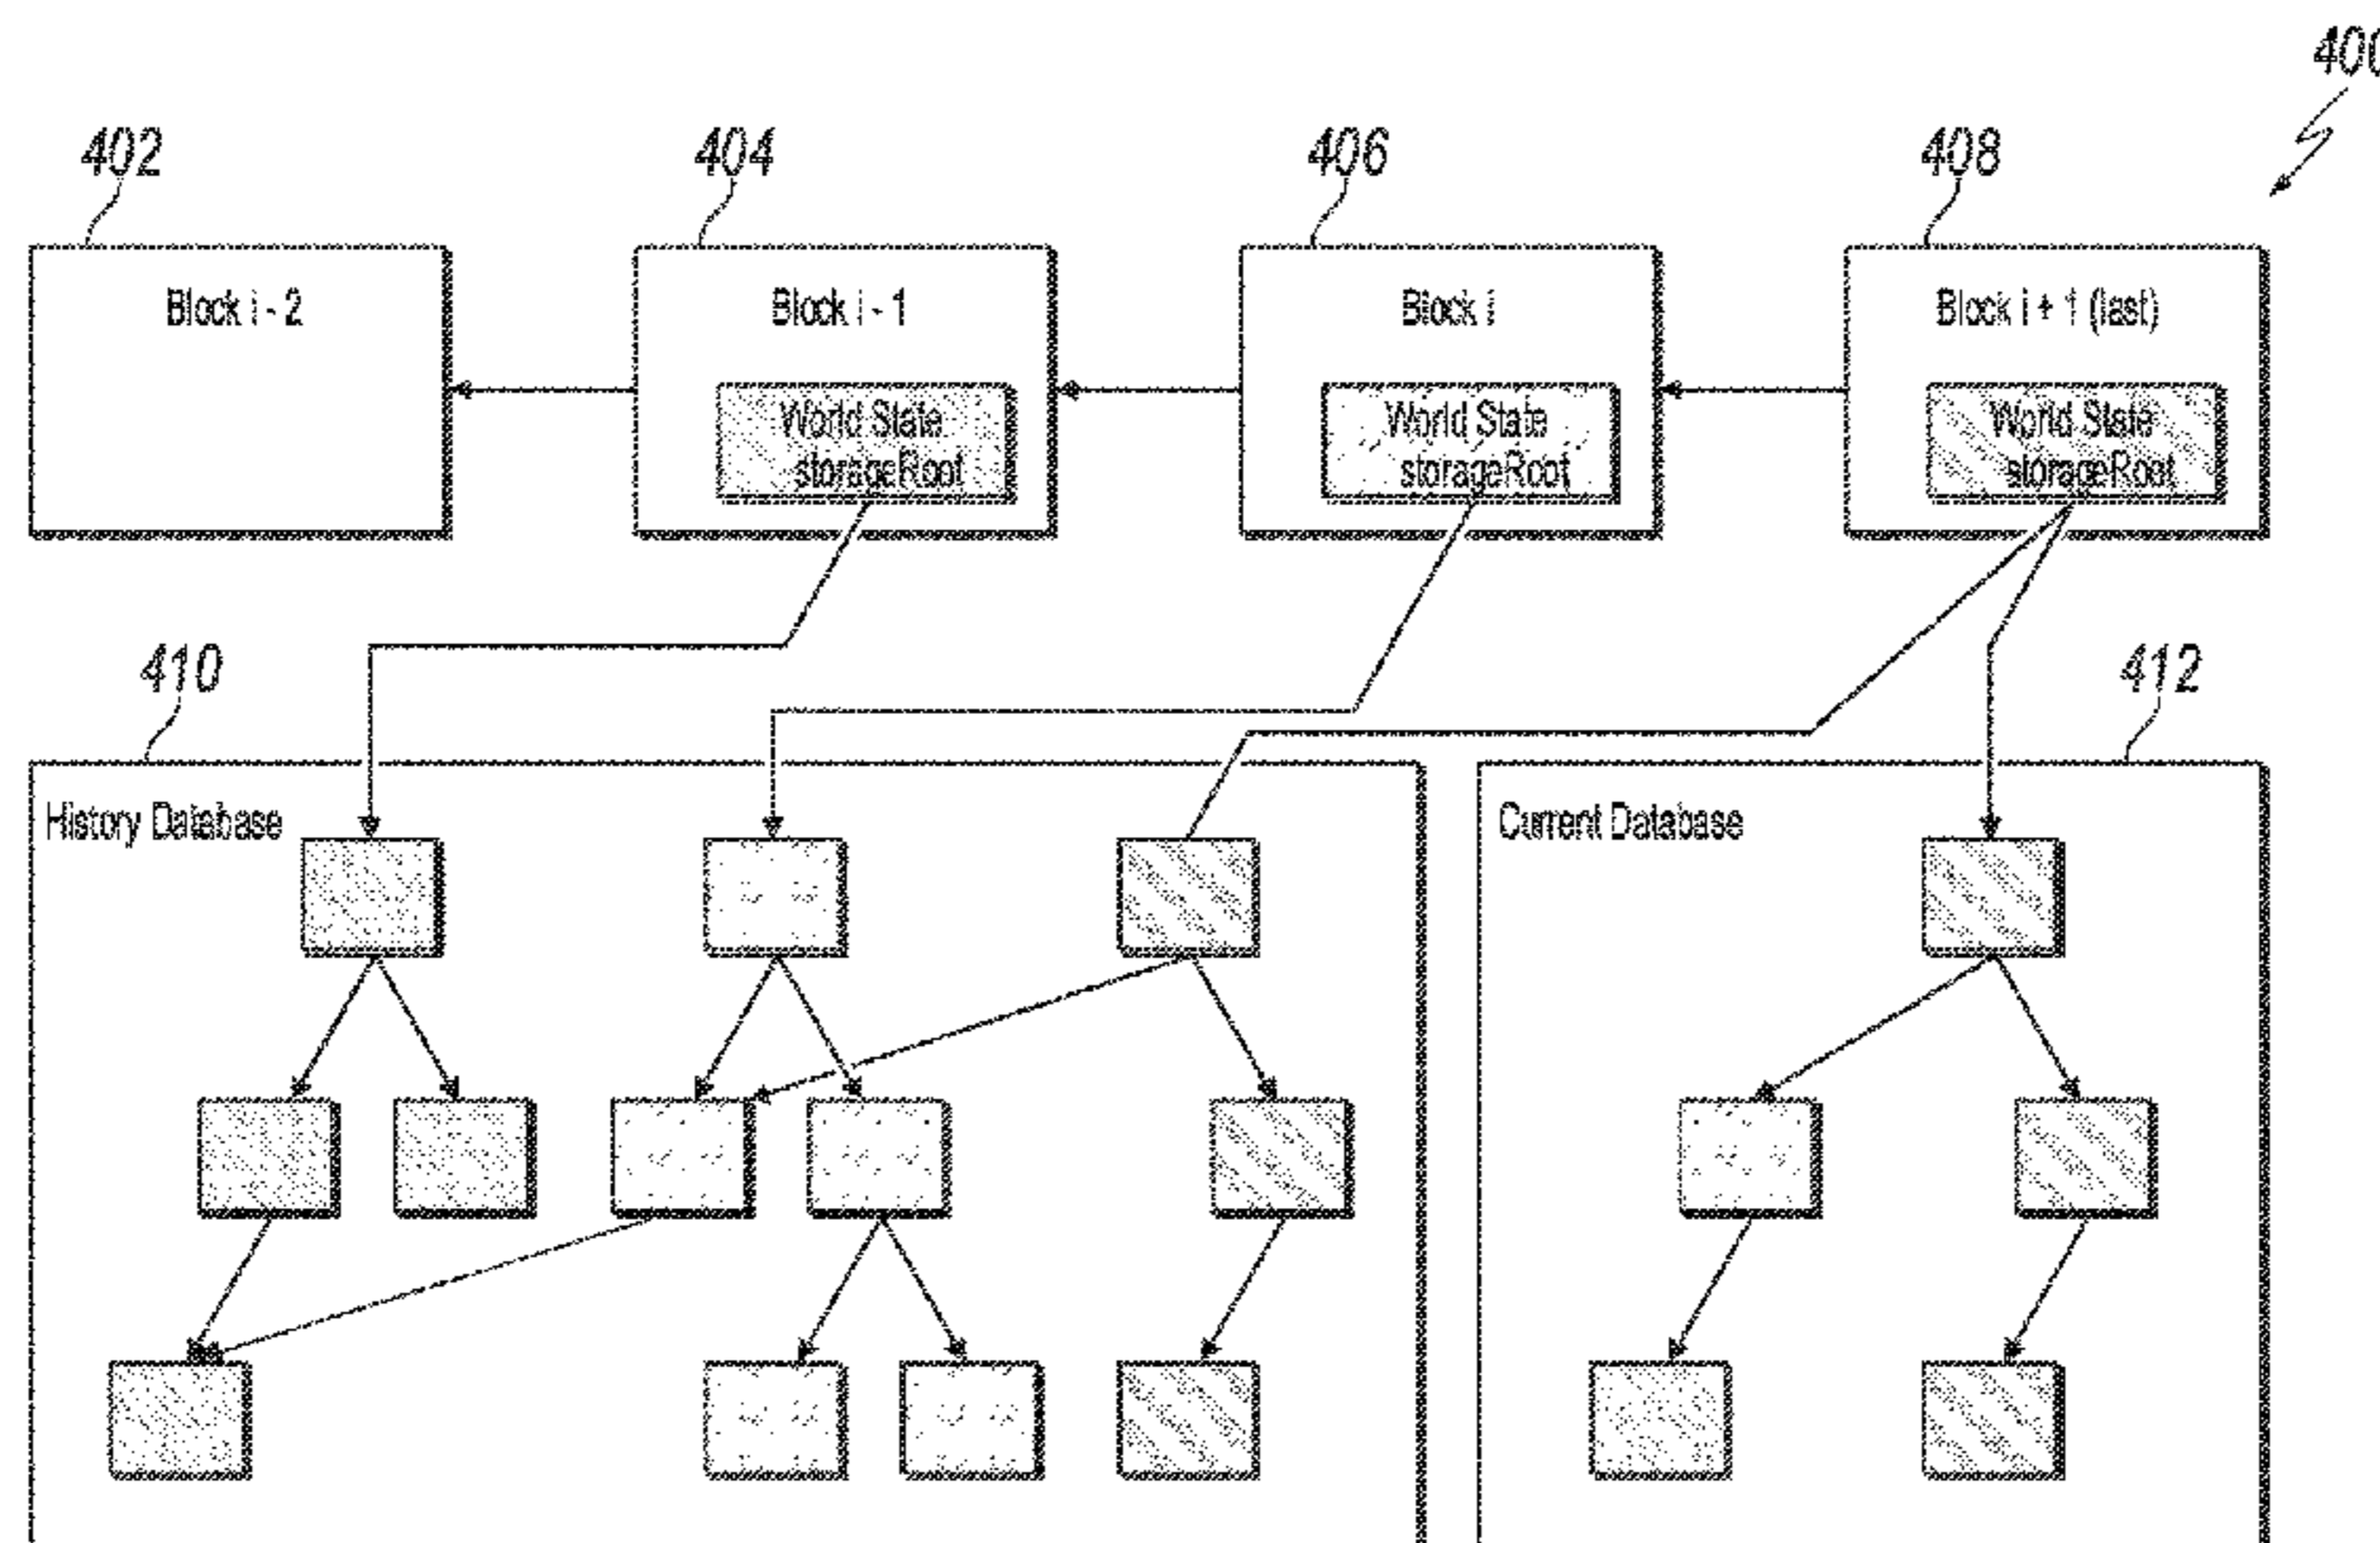 400
402
404
406
408
Block i - 2
Block i - 1
Block i
Block i + 1 (last)
World State
storageRoot
World State
storageRoot
World State
storageRoot
410
412
History Database
Current Database